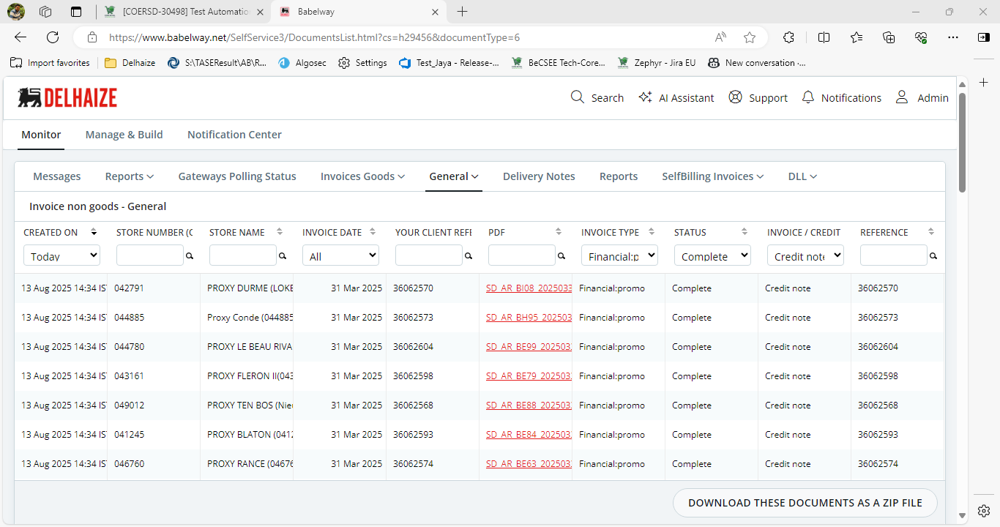 [COERSD-30498] Test Automatio
Babelway
https://www.babelway.net/SelfService3/DocumentsList.html?cs=h29456&documentType=6
Import favorites Delhaize S:\TASEResult\AB\R... Algosec Settings Test_Jaya - Release-... BeCSEE Tech-Core... Zephyr - Jira EU New conversation -...
DELHAIZE
Search AI Assistant Support Notifications Admin
Monitor Manage & Build Notification Center
Messages Reports Gateways Polling Status Invoices Goods General Delivery Notes Reports SelfBilling Invoices DLL
Invoice non goods - General
CREATED ON STORE NUMBER (C STORE NAME INVOICE DATE YOUR CLIENT REFE PDF INVOICE TYPE STATUS INVOICE / CREDIT REFERENCE
Today All Financial:p Complete Credit note
13 Aug 2025 14:34 IS 042791 PROXY DURME (LOKE 31 Mar 2025 36062570 SD_AR_BI08_2025033 Financial:promo Complete Credit note 36062570
13 Aug 2025 14:34 IS 044885 Proxy Conde (044885 31 Mar 2025 36062573 SD_AR_BH95_202503 Financial:promo Complete Credit note 36062573
13 Aug 2025 14:34 IS 044780 PROXY LE BEAU RIVA 31 Mar 2025 36062604 SD_AR_BE99_202503 Financial:promo Complete Credit note 36062604
13 Aug 2025 14:34 IS 043161 PROXY FLERON II(043 31 Mar 2025 36062598 SD_AR_BE79_202503 Financial:promo Complete Credit note 36062598
13 Aug 2025 14:34 IS 049012 PROXY TEN BOS (Nie 31 Mar 2025 36062568 SD_AR_BE88_202503 Financial:promo Complete Credit note 36062568
13 Aug 2025 14:34 IS 041245 PROXY BLATON (041 31 Mar 2025 36062593 SD_AR_BE84_202503 Financial:promo Complete Credit note 36062593
13 Aug 2025 14:34 IS 046760 PROXY RANCE (04676 31 Mar 2025 36062574 SD_AR_BE63_202503 Financial:promo Complete Credit note 36062574
DOWNLOAD THESE DOCUMENTS AS A ZIP FILE